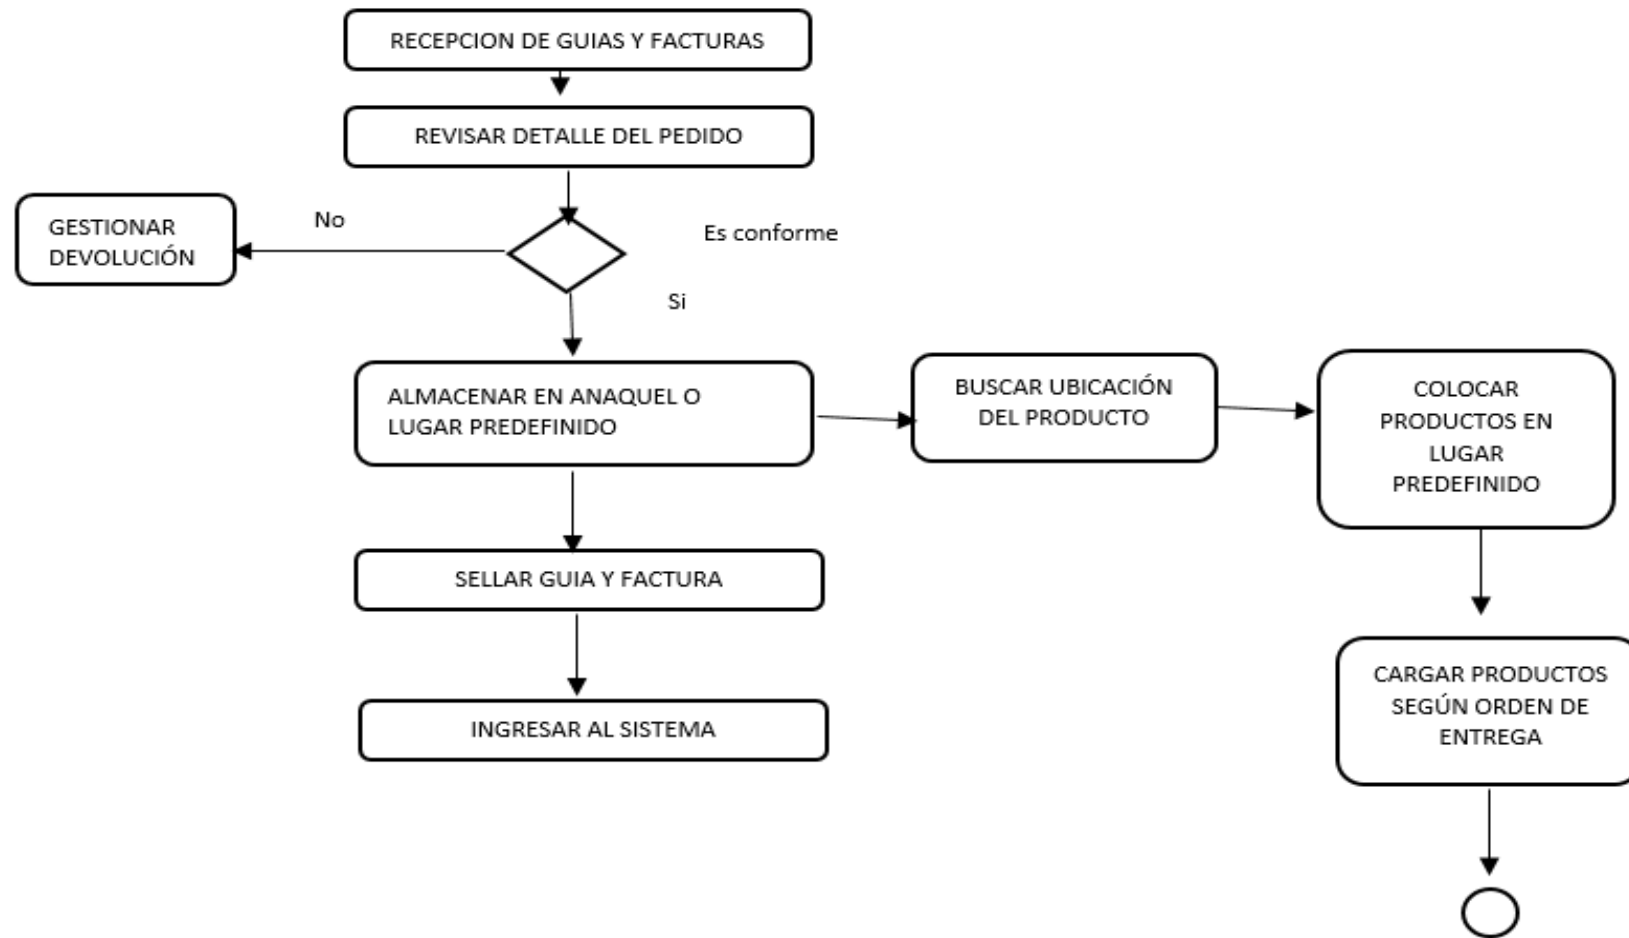 RECEPCION DE GUIAS Y FACTURAS
REVISAR DETALLE DEL PEDIDO
GESTIONAR
DEVOLUCIÓN
No
Es conforme
Si
ALMACENAR EN ANAQUEL O
LUGAR PREDEFINIDO
BUSCAR UBICACIÓN
DEL PRODUCTO
COLOCAR
PRODUCTOS EN
LUGAR
PREDEFINIDO
SELLAR GUIA Y FACTURA
INGRESAR AL SISTEMA
CARGAR PRODUCTOS
SEGÚN ORDEN DE
ENTREGA